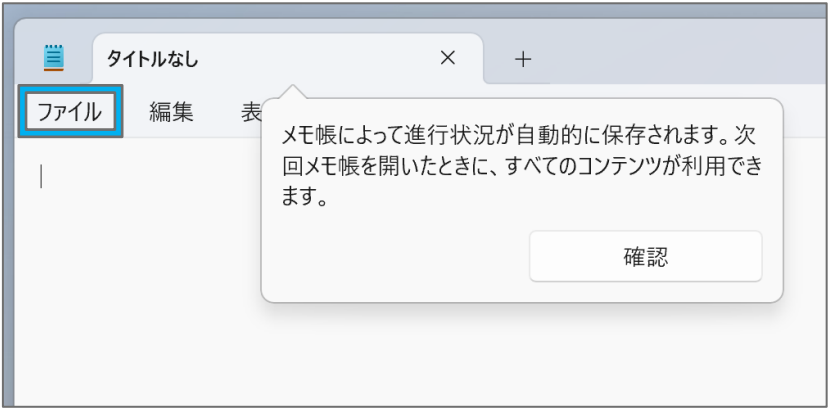 タイトルなし
ファイル 編集 表
メモ帳によって進行状況が自動的に保存されます。次
回メモ帳を開いたときに、すべてのコンテンツが利用でき
ます。
確認